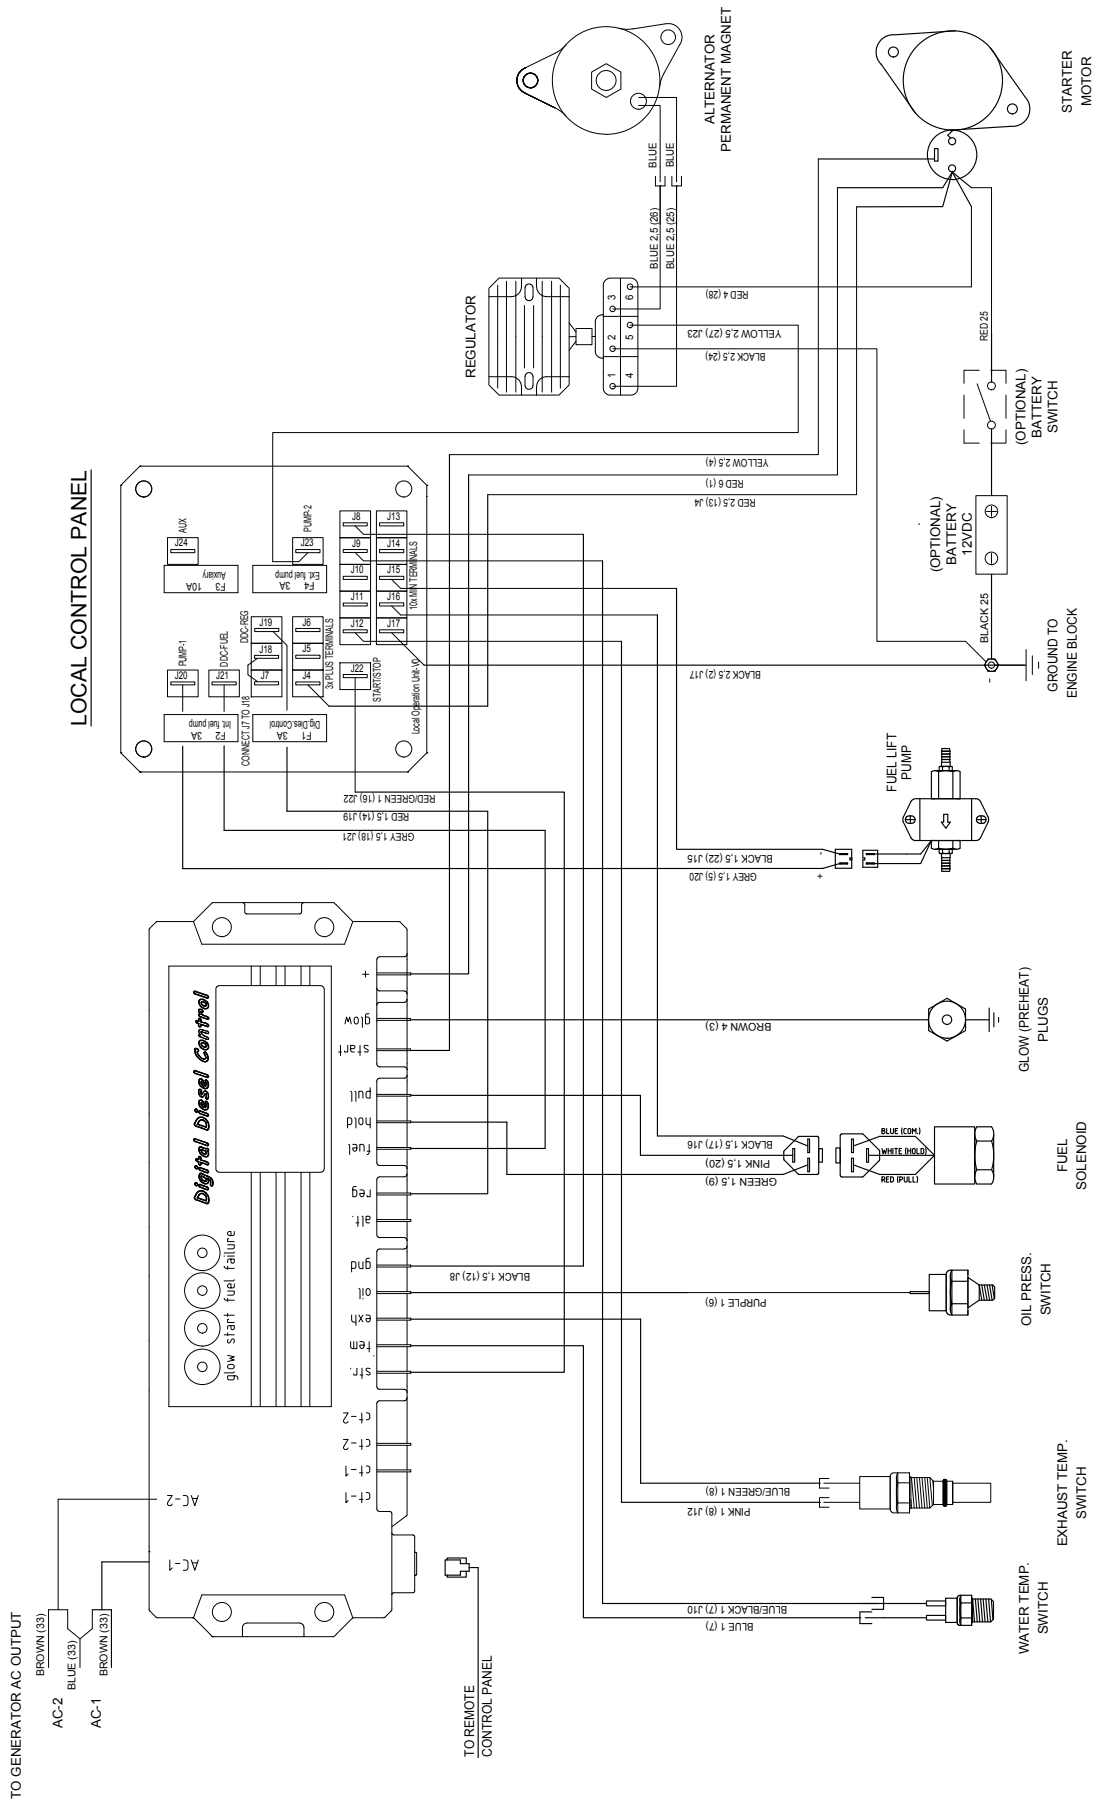 LOCAL CONTROL PANEL
J24
AUX
F3 10A
Auxiliary
J23
PUMP-2
F4 3A
Ext. fuel pump
J8
J9
J10
J11
J12
J13
J14
J15
J16
J17
10x MIN TERMINALS
J20
PUMP-1
J21
DDC-FUEL
J19
DDC-REG
J18
J7
CONNECT J7 TO J18
J6
J5
J4
3x PLUS TERMINALS
J22
START/STOP
Local Operation Unit-V0
F2 3A
Int. fuel pump
F1 3A
Dig.Dies.Control
ALTERNATOR
PERMANENT MAGNET
BLUE
BLUE
BLUE 2,5 (26)
BLUE 2,5 (25)
REGULATOR
1
2
3
4
5
6
RED 4 (28)
YELLOW 2,5 (27) J23
BLACK 2,5 (24)
YELLOW 2,5 (4)
RED 6 (1)
RED 2,5 (13) J4
BLACK 2,5 (2) J17
STARTER
MOTOR
RED 25
(OPTIONAL)
BATTERY
SWITCH
(OPTIONAL)
BATTERY
12VDC
BLACK 25
-
GROUND TO
ENGINE BLOCK
RED/GREEN 1 (16) J22
RED 1,5 (14) J19
GREY 1,5 (18) J21
BLACK 1,5 (22) J15
GREY 1,5 (5) J20
-
+
FUEL LIFT
PUMP
Digital Diesel Control
glow start fuel failure
+
glow
start
pull
hold
fuel
reg
alt.
gnd
oil
exh
tem
str.
ct-2
ct-2
ct-1
ct-1
AC-2
AC-1
BROWN 4 (3)
GLOW (PREHEAT)
PLUGS
BLACK 1,5 (17) J16
PINK 1,5 (20)
GREEN 1,5 (9)
BLUE (COM.)
WHITE (HOLD)
RED (PULL)
FUEL
SOLENOID
BLACK 1,5 (12) J8
PURPLE 1 (6)
OIL PRESS.
SWITCH
BLUE/GREEN 1 (8)
PINK 1 (8) J12
EXHAUST TEMP.
SWITCH
BLUE/BLACK 1 (7) J10
BLUE 1 (7)
WATER TEMP.
SWITCH
TO REMOTE
CONTROL PANEL
TO GENERATOR AC OUTPUT
BROWN (33)
AC-2
BLUE (33)
AC-1
BROWN (33)